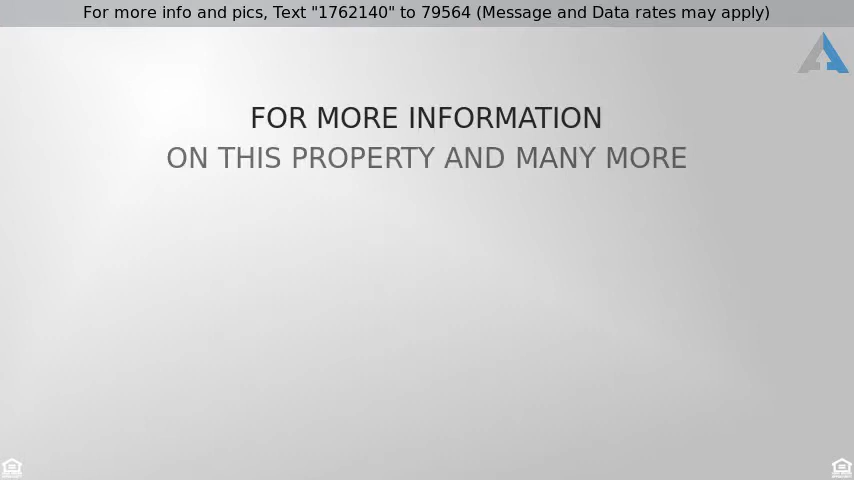 For more info and pics, Text "1762140" to 79564 (Message and Data rates may apply)
FOR MORE INFORMATION
ON THIS PROPERTY AND MANY MORE